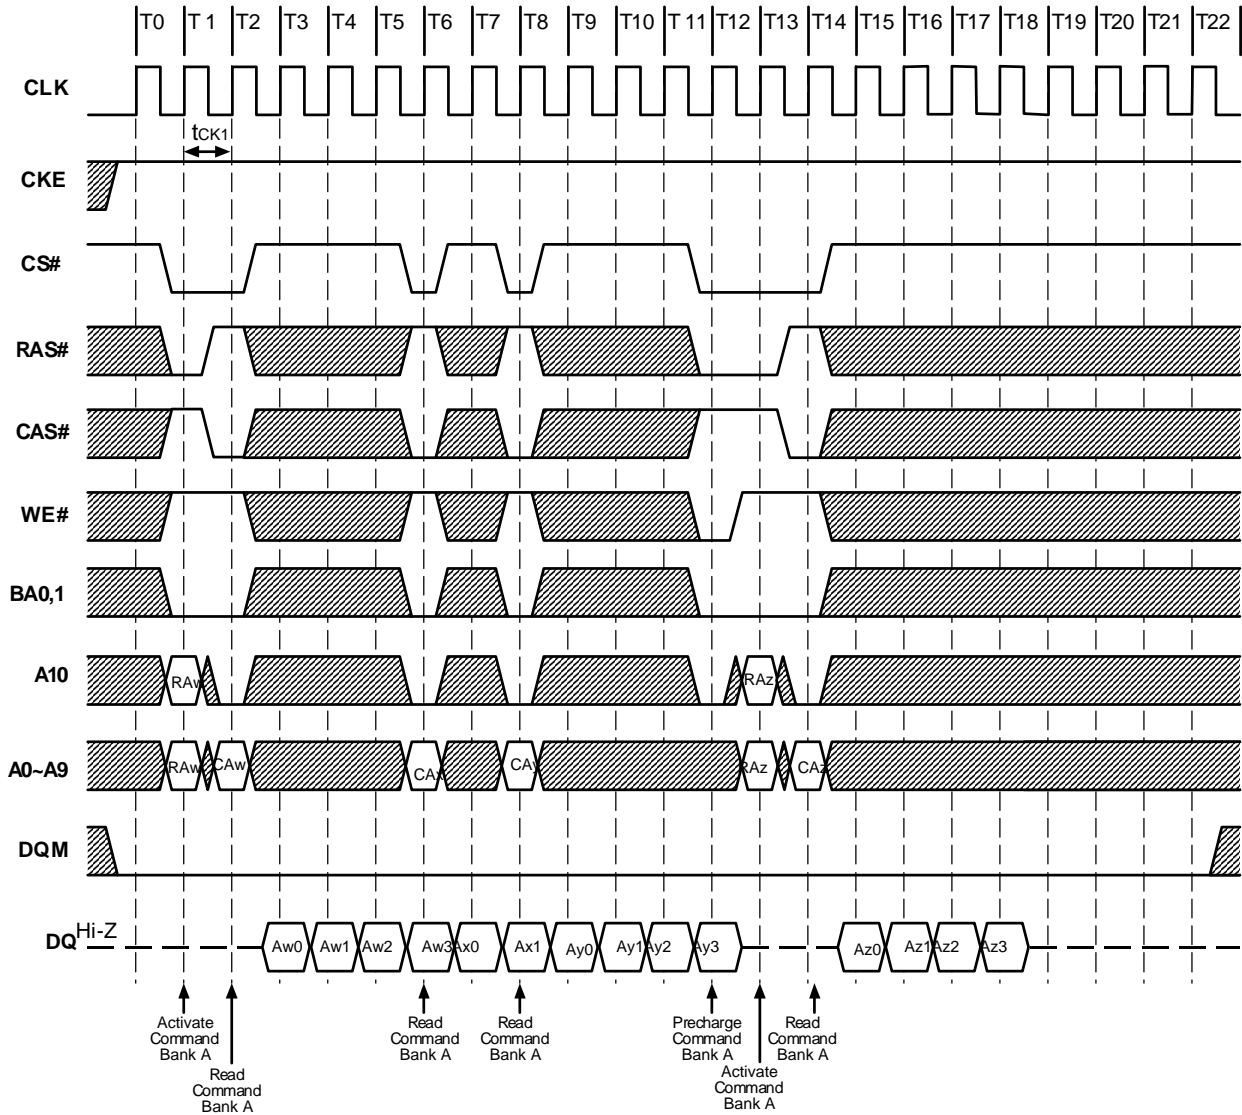 T0 T 1 T2 T3 T4 T5 T6 T7 T8 T9 T10 T 11 T12 T13 T14 T15 T16 T17 T18 T19 T20 T21 T22
CLK
tCK1
CKE
CS#
RAS#
CAS#
WE#
BA0,1
A10
RAw RAz
A0~A9
RAw CAw CAx CAy RAz CAz
DQM
DQ Hi-Z
Aw0 Aw1 Aw2 Aw3 Ax0 Ax1 Ay0 Ay1 Ay2 Ay3 Az0 Az1 Az2 Az3
Activate
Command
Bank A
Read
Command
Bank A
Read
Command
Bank A
Read
Command
Bank A
Precharge
Command
Bank A
Activate
Command
Bank A
Read
Command
Bank A